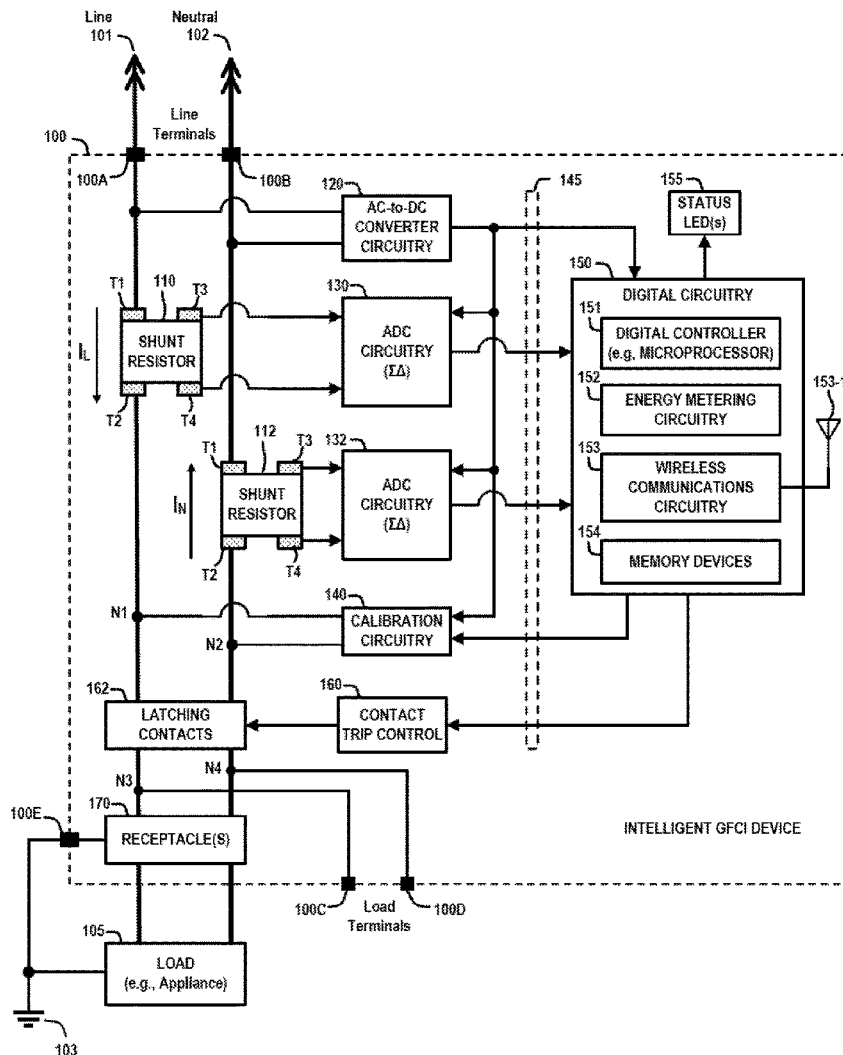 Line
101
Neutral
102
Line
Terminals
100
100A
100B
120
AC-to-DC
CONVERTER
CIRCUITRY
145
155
STATUS
LED(s)
150
DIGITAL CIRCUITRY
T1
110
T3
SHUNT
RESISTOR
IL
T2
T4
130
ADC
CIRCUITRY
(ΣΔ)
151
DIGITAL CONTROLLER
(e.g, MICROPROCESSOR)
152
ENERGY METERING
CIRCUITRY
153-1
T1
112
T3
SHUNT
RESISTOR
IN
T2
T4
132
ADC
CIRCUITRY
(ΣΔ)
153
WIRELESS
COMMUNICATIONS
CIRCUITRY
154
MEMORY DEVICES
N1
N2
140
CALIBRATION
CIRCUITRY
162
LATCHING
CONTACTS
160
CONTACT
TRIP CONTROL
N3
N4
100E
170
RECEPTACLE(S)
INTELLIGENT GFCI DEVICE
100C
100D
Load
Terminals
105
LOAD
(e.g., Appliance)
103